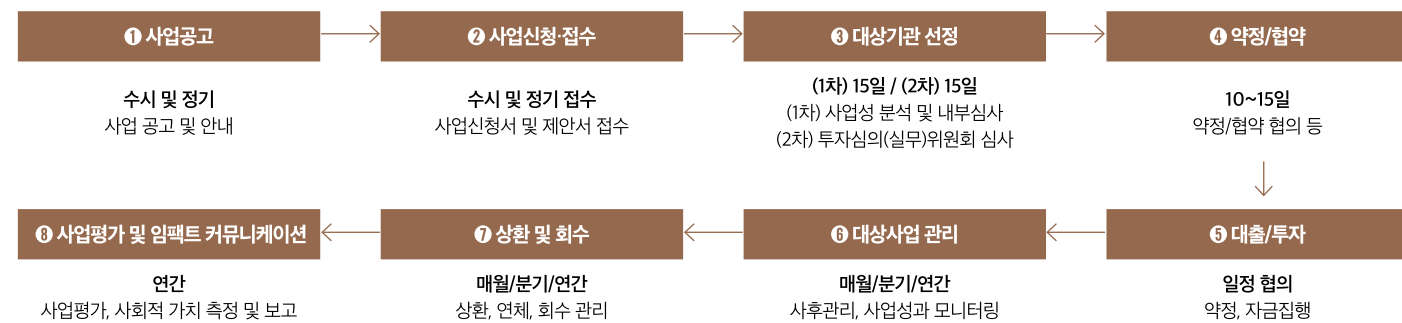 ❶ 사업공고
수시 및 정기
사업 공고 및 안내
❷ 사업신청·접수
수시 및 정기 접수
사업신청서 및 제안서 접수
❸ 대상기관 선정
(1차) 15일 / (2차) 15일
(1차) 사업성 분석 및 내부심사
(2차) 투자심의(실무)위원회 심사
❹ 약정/협약
10~15일
약정/협약 협의 등
❺ 대출/투자
일정 협의
약정, 자금집행
❻ 대상사업 관리
매월/분기/연간
사후관리, 사업성과 모니터링
❼ 상환 및 회수
매월/분기/연간
상환, 연체, 회수 관리
❽ 사업평가 및 임팩트 커뮤니케이션
연간
사업평가, 사회적 가치 측정 및 보고